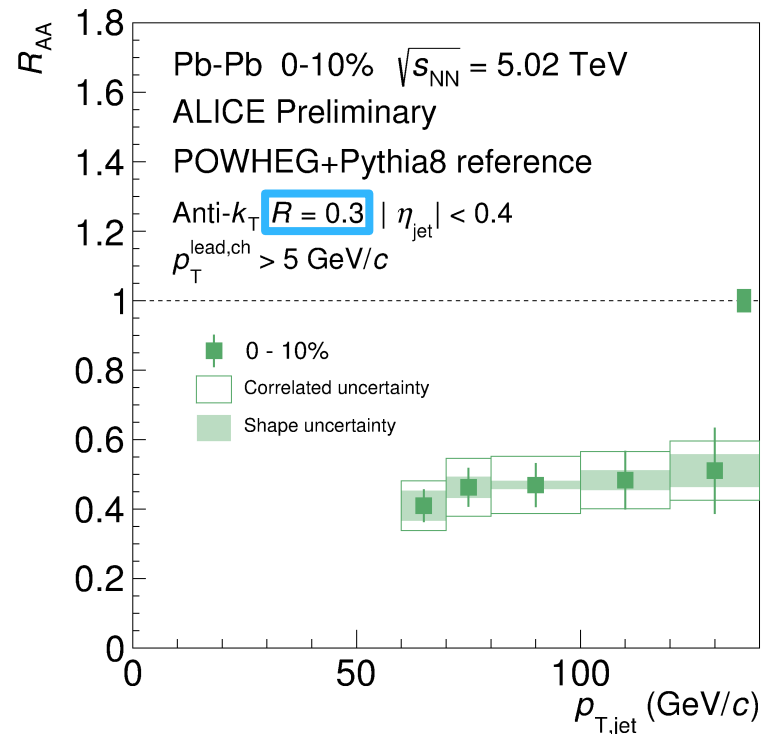 R_AA
1.8
1.6
1.4
1.2
1
0.8
0.6
0.4
0.2
0
Pb-Pb 0-10% √s_NN = 5.02 TeV
ALICE Preliminary
POWHEG+Pythia8 reference
Anti-k_T R = 0.3 | η_jet | < 0.4
p_T^lead,ch > 5 GeV/c
0 - 10%
Correlated uncertainty
Shape uncertainty
0 50 100
p_T,jet (GeV/c)